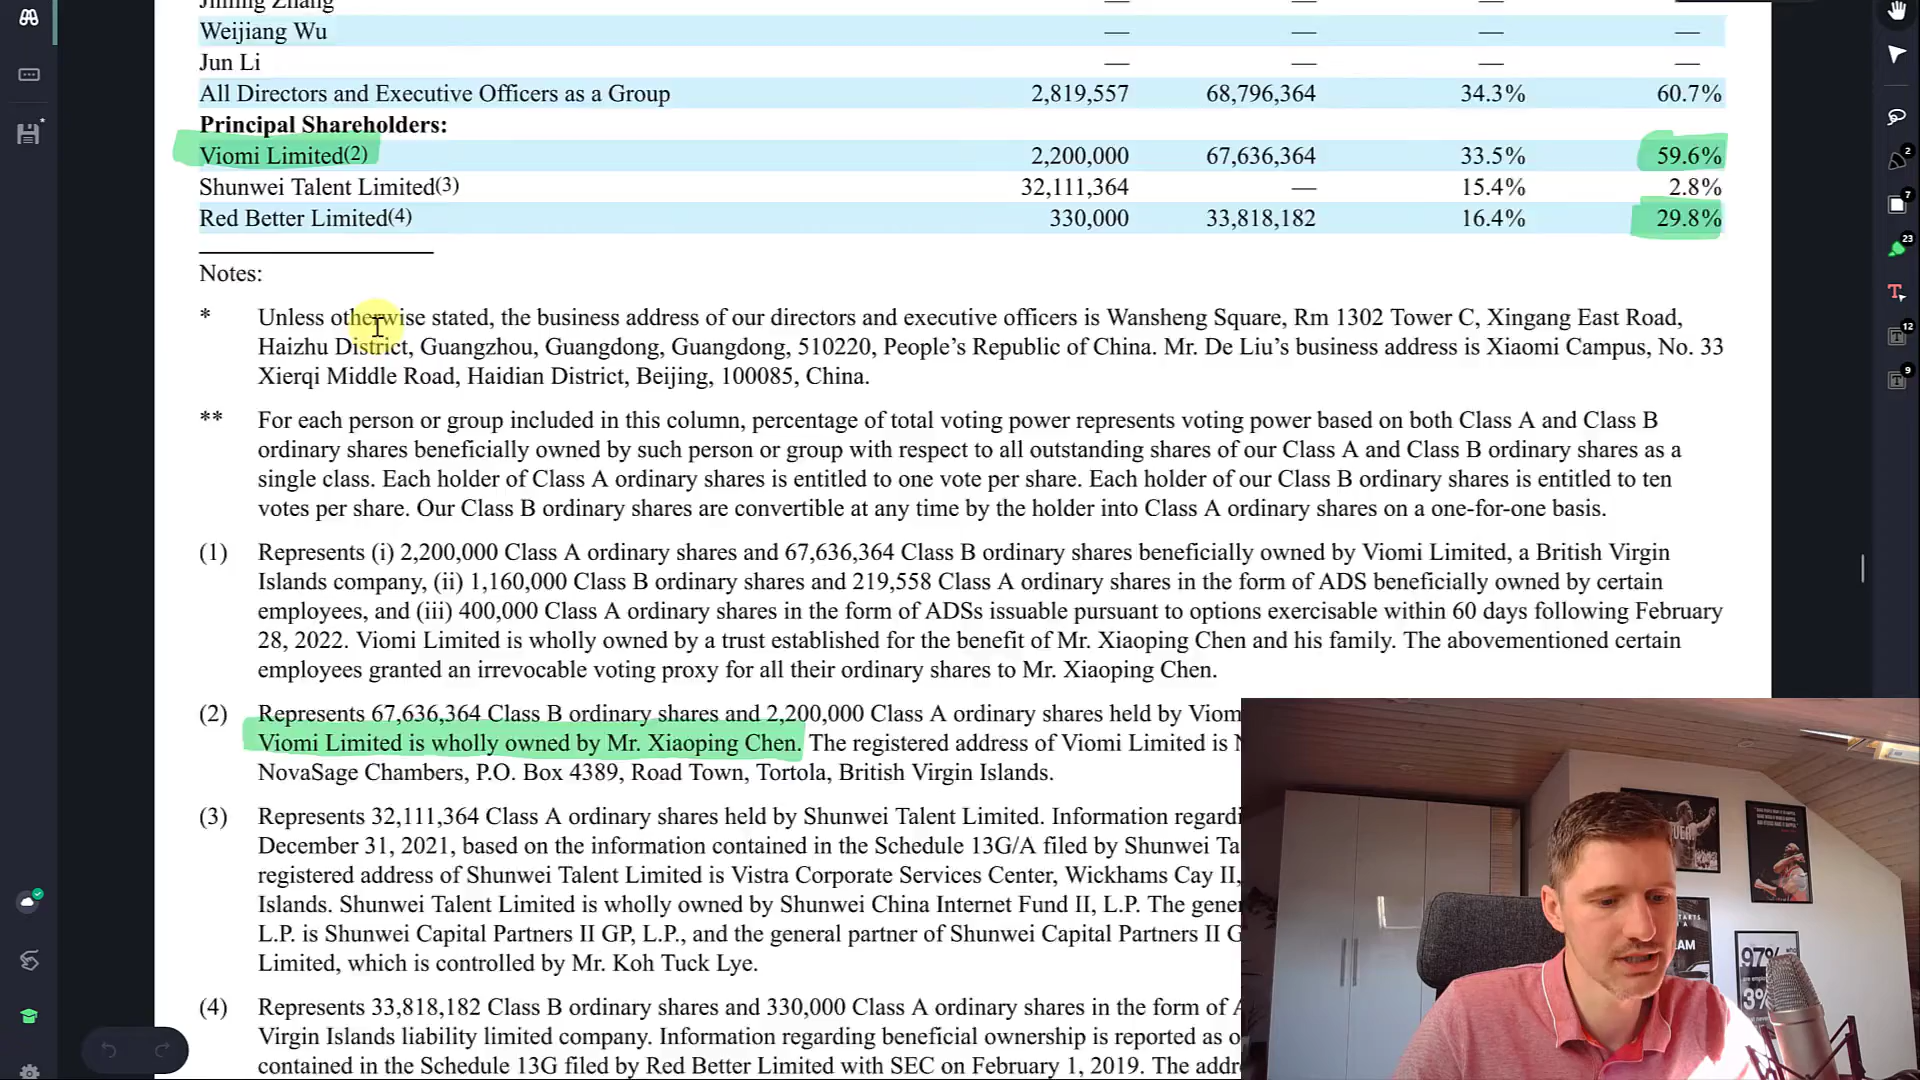 Jinling Zhang — — — —
Weijiang Wu — — — —
Jun Li — — — —
All Directors and Executive Officers as a Group 2,819,557 68,796,364 34.3% 60.7%
Principal Shareholders:
Viomi Limited(2) 2,200,000 67,636,364 33.5% 59.6%
Shunwei Talent Limited(3) 32,111,364 — 15.4% 2.8%
Red Better Limited(4) 330,000 33,818,182 16.4% 29.8%
Notes:
* Unless otherwise stated, the business address of our directors and executive officers is Wansheng Square, Rm 1302 Tower C, Xingang East Road,
Haizhu District, Guangzhou, Guangdong, Guangdong, 510220, People’s Republic of China. Mr. De Liu’s business address is Xiaomi Campus, No. 33
Xierqi Middle Road, Haidian District, Beijing, 100085, China.
** For each person or group included in this column, percentage of total voting power represents voting power based on both Class A and Class B
ordinary shares beneficially owned by such person or group with respect to all outstanding shares of our Class A and Class B ordinary shares as a
single class. Each holder of Class A ordinary shares is entitled to one vote per share. Each holder of our Class B ordinary shares is entitled to ten
votes per share. Our Class B ordinary shares are convertible at any time by the holder into Class A ordinary shares on a one-for-one basis.
(1) Represents (i) 2,200,000 Class A ordinary shares and 67,636,364 Class B ordinary shares beneficially owned by Viomi Limited, a British Virgin
Islands company, (ii) 1,160,000 Class B ordinary shares and 219,558 Class A ordinary shares in the form of ADS beneficially owned by certain
employees, and (iii) 400,000 Class A ordinary shares in the form of ADSs issuable pursuant to options exercisable within 60 days following February
28, 2022. Viomi Limited is wholly owned by a trust established for the benefit of Mr. Xiaoping Chen and his family. The abovementioned certain
employees granted an irrevocable voting proxy for all their ordinary shares to Mr. Xiaoping Chen.
(2) Represents 67,636,364 Class B ordinary shares and 2,200,000 Class A ordinary shares held by Viom
Viomi Limited is wholly owned by Mr. Xiaoping Chen. The registered address of Viomi Limited is N
NovaSage Chambers, P.O. Box 4389, Road Town, Tortola, British Virgin Islands.
(3) Represents 32,111,364 Class A ordinary shares held by Shunwei Talent Limited. Information regardi
December 31, 2021, based on the information contained in the Schedule 13G/A filed by Shunwei Ta
registered address of Shunwei Talent Limited is Vistra Corporate Services Center, Wickhams Cay II,
Islands. Shunwei Talent Limited is wholly owned by Shunwei China Internet Fund II, L.P. The gene
L.P. is Shunwei Capital Partners II GP, L.P., and the general partner of Shunwei Capital Partners II G
Limited, which is controlled by Mr. Koh Tuck Lye.
(4) Represents 33,818,182 Class B ordinary shares and 330,000 Class A ordinary shares in the form of A
Virgin Islands liability limited company. Information regarding beneficial ownership is reported as o
contained in the Schedule 13G filed by Red Better Limited with SEC on February 1, 2019. The addr
2
7
23
12
9
97%
3%